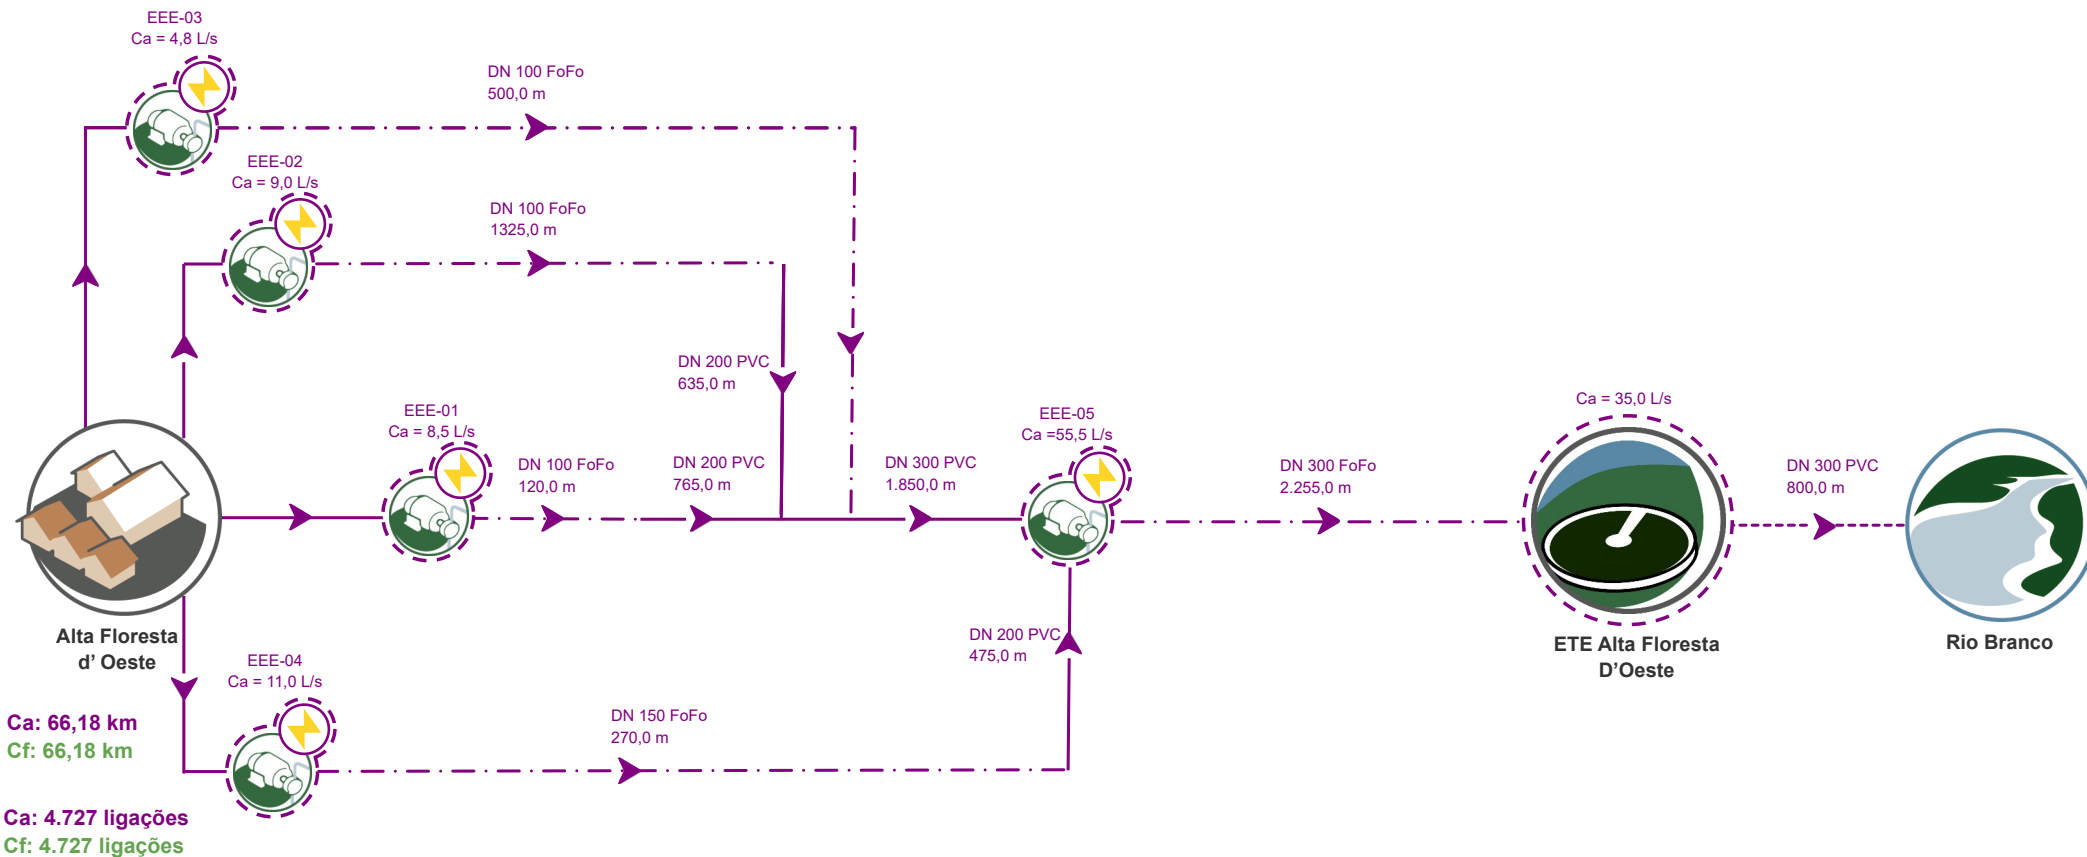 EEE-03
Ca = 4,8 L/s
DN 100 FoFo
500,0 m
EEE-02
Ca = 9,0 L/s
DN 100 FoFo
1325,0 m
DN 200 PVC
635,0 m
EEE-01
Ca = 8,5 L/s
DN 100 FoFo
120,0 m
DN 200 PVC
765,0 m
DN 300 PVC
1.850,0 m
EEE-05
Ca =55,5 L/s
DN 300 FoFo
2.255,0 m
Ca = 35,0 L/s
DN 300 PVC
800,0 m
Alta Floresta
d’ Oeste
DN 200 PVC
475,0 m
ETE Alta Floresta
D’Oeste
Rio Branco
EEE-04
Ca = 11,0 L/s
DN 150 FoFo
270,0 m
Ca: 66,18 km
Cf: 66,18 km
Ca: 4.727 ligações
Cf: 4.727 ligações